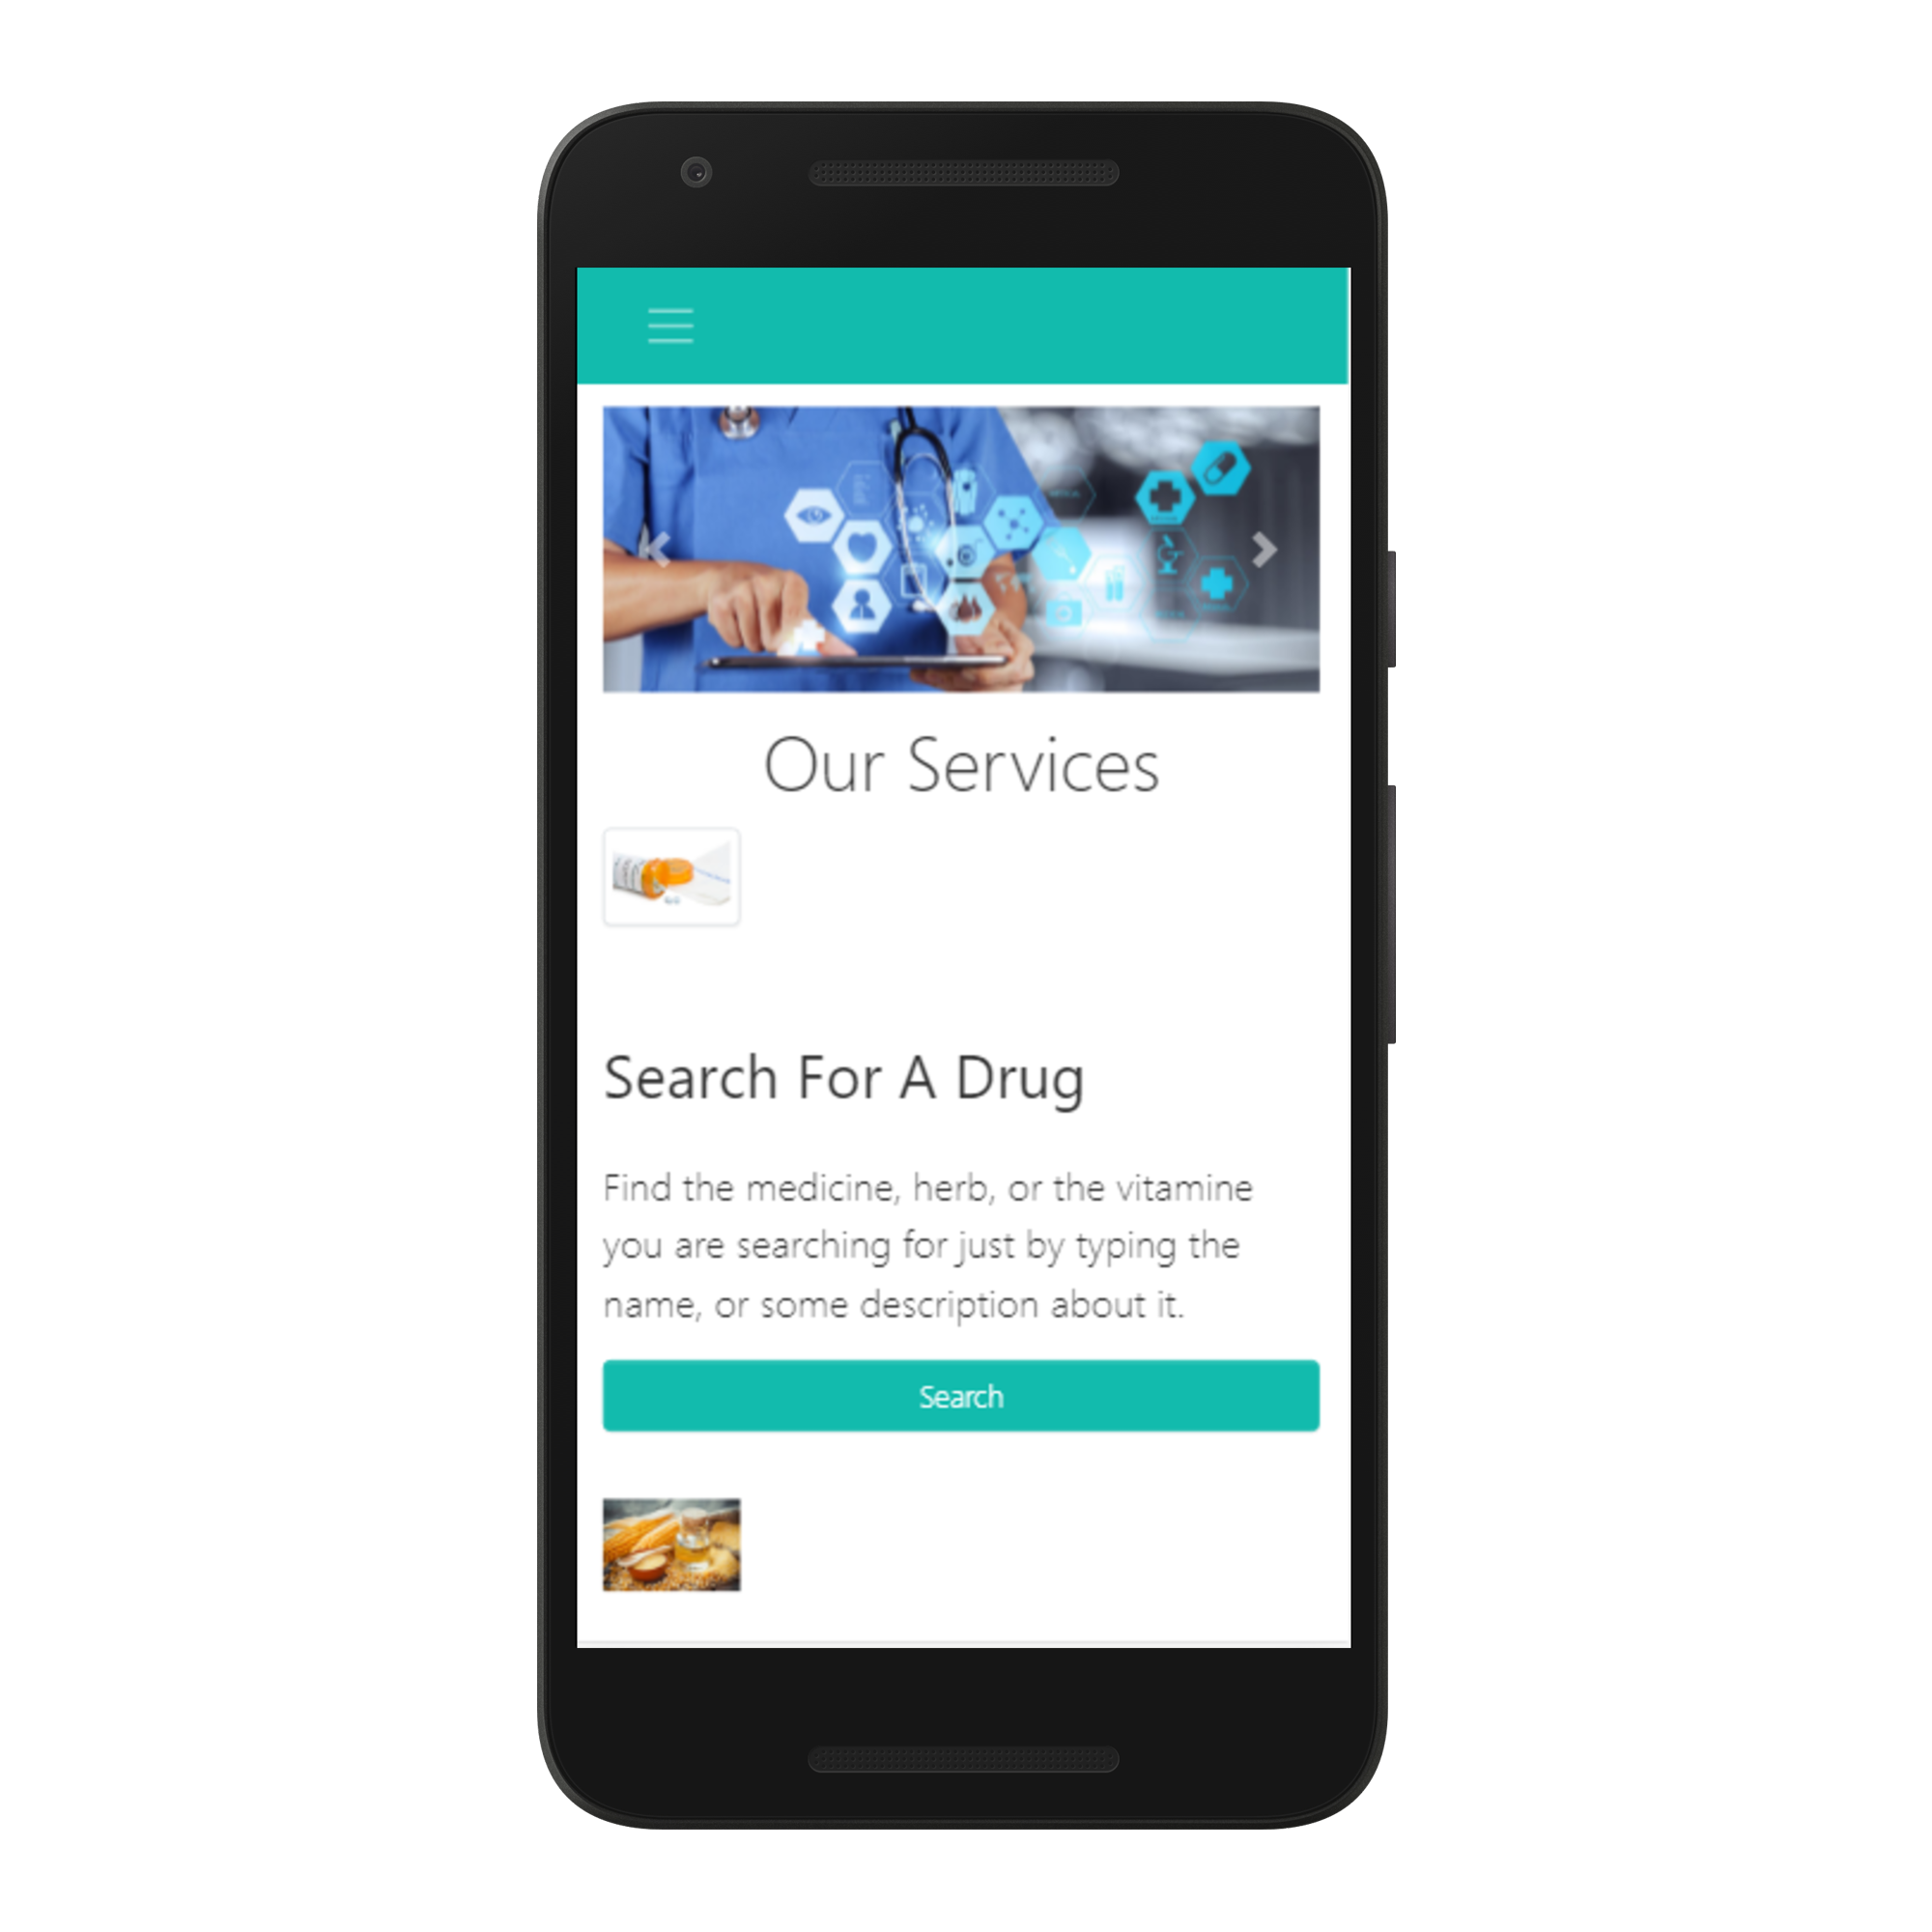 Our Services
Search For A Drug
Find the medicine, herb, or the vitamine
you are searching for just by typing the
name, or some description about it.
Search